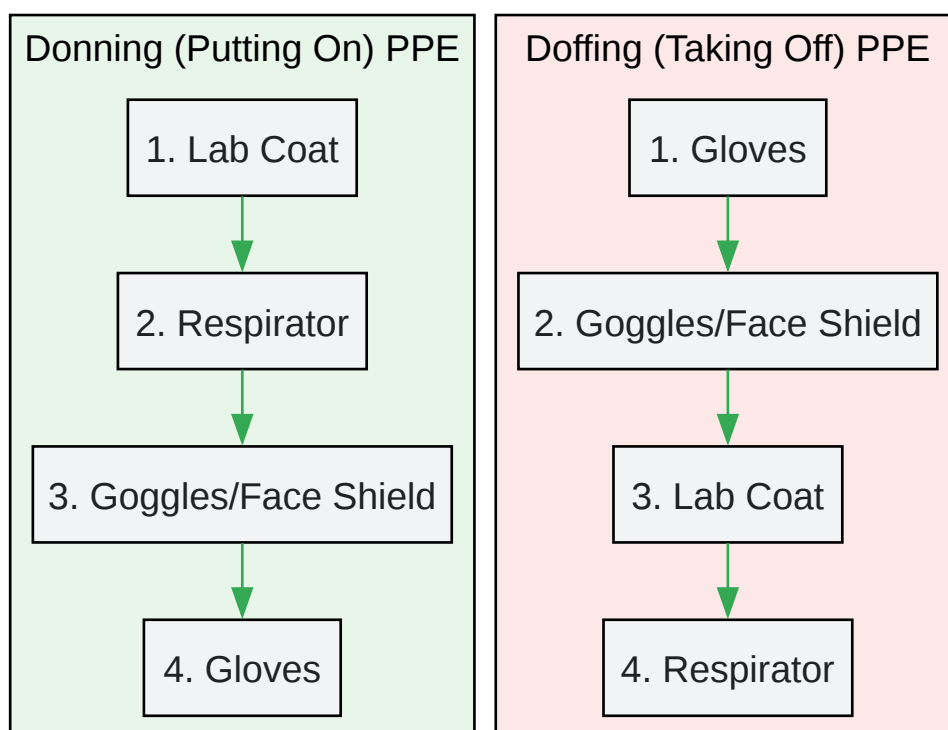 Donning (Putting On) PPE
1. Lab Coat
2. Respirator
3. Goggles/Face Shield
4. Gloves
Doffing (Taking Off) PPE
1. Gloves
2. Goggles/Face Shield
3. Lab Coat
4. Respirator